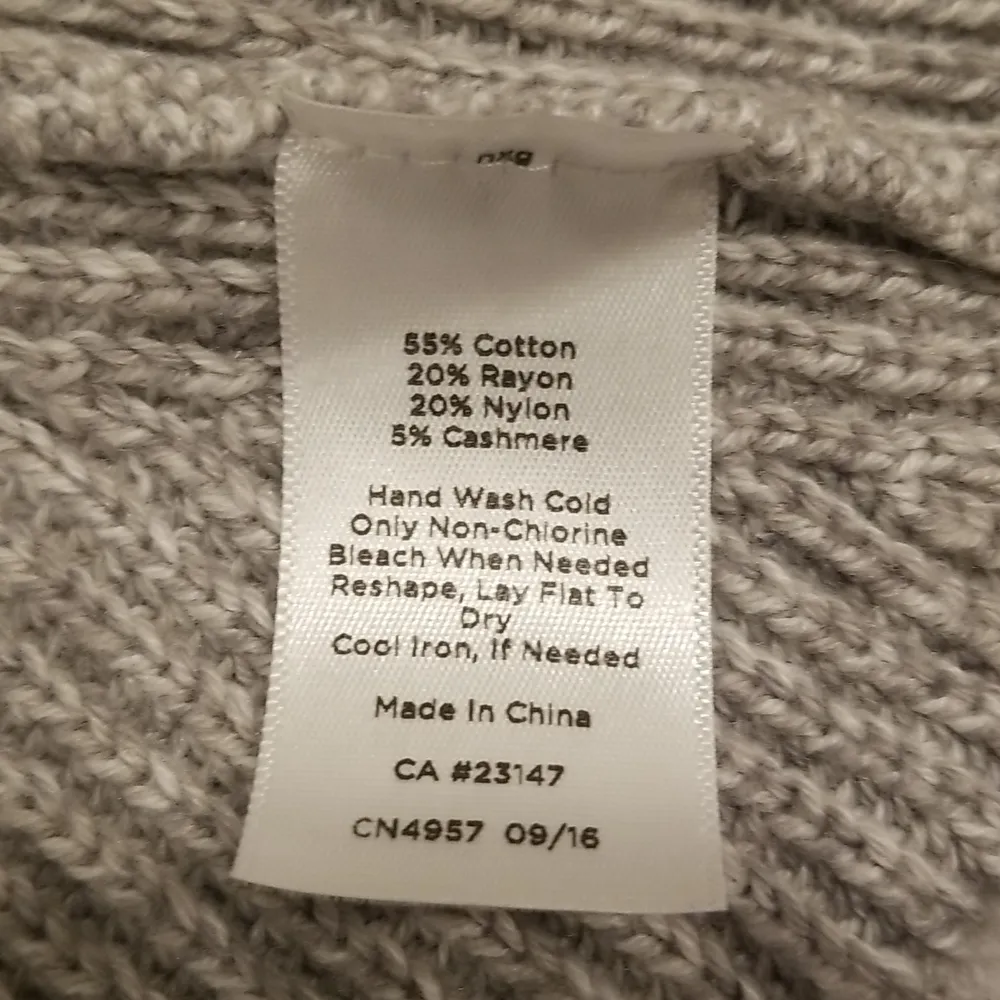 55% Cotton
20% Rayon
20% Nylon
5% Cashmere
Hand Wash Cold
Only Non-Chlorine
Bleach When Needed
Reshape, Lay Flat To
Dry
Cool Iron, If Needed
Made In China
CA #23147
CN4957 09/16